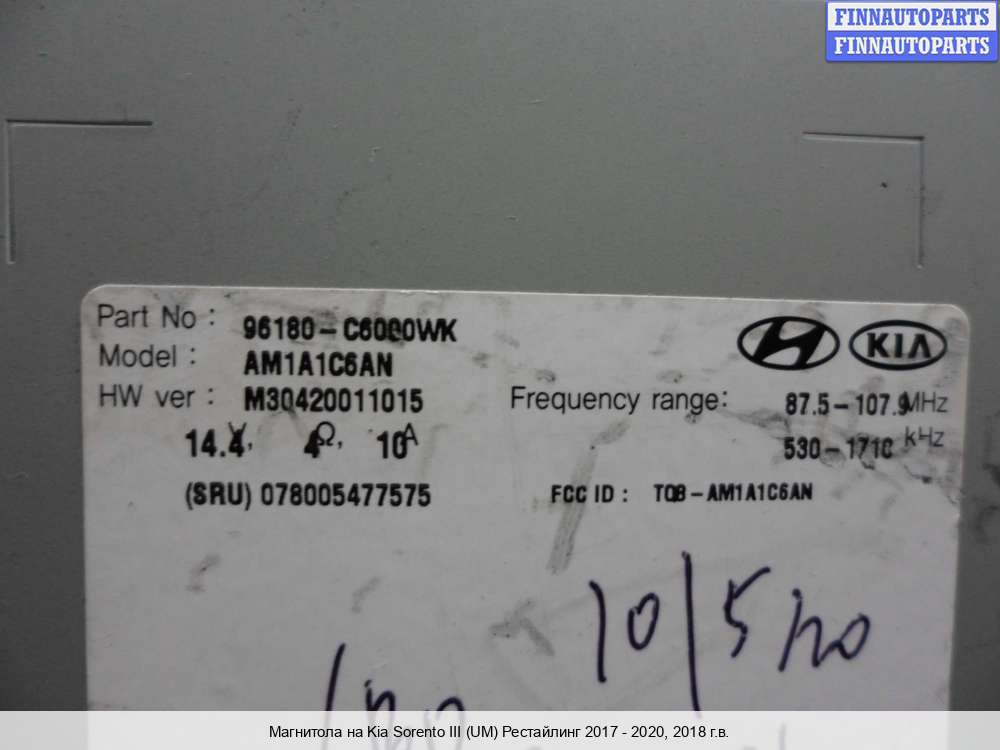 FINNAUTOPARTS
FINNAUTOPARTS
Part No : 96180-C6000WK
Model : AM1A1C6AN
HW ver : M30420011015
14.4V, 4Ω, 10A
(SRU) 078005477575
KIA
Frequency range: 87.5-107.9MHz
530-1710 kHz
FCC ID : TQ8-AM1A1C6AN
10/5/20
Магнитола на Kia Sorento III (UM) Рестайлинг 2017 - 2020, 2018 г.в.